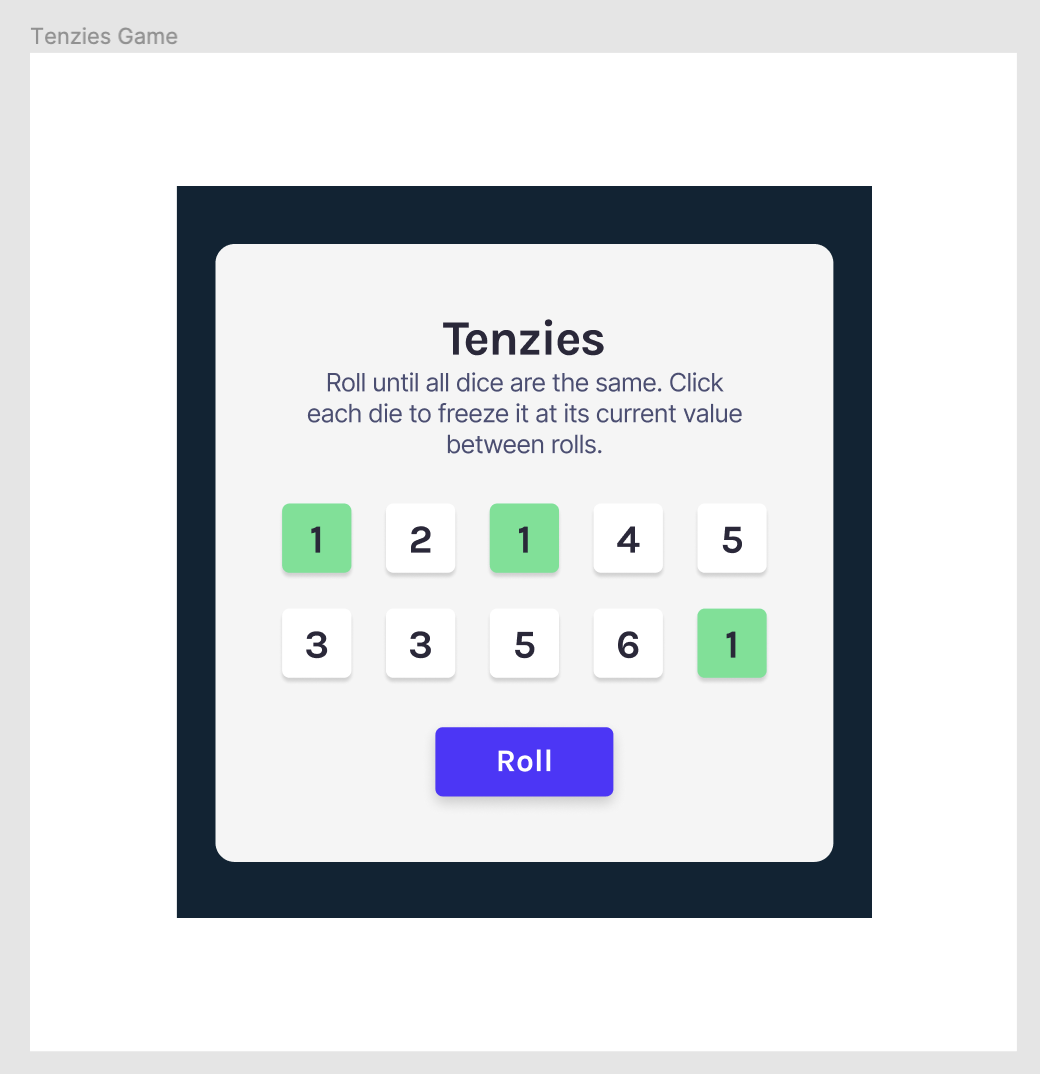 Tenzies Game
Tenzies
Roll until all dice are the same. Click
each die to freeze it at its current value
between rolls.
1 2 1 4 5
3 3 5 6 1
Roll